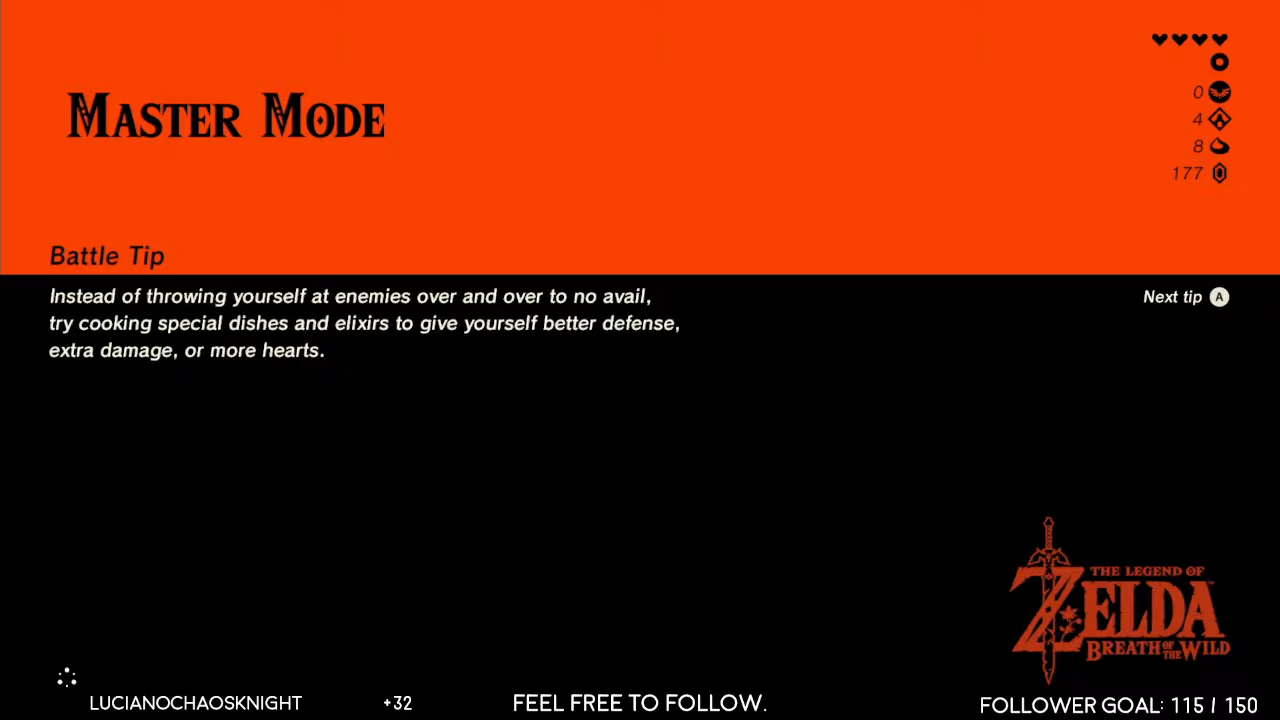 Master Mode
0
4
8
177
Battle Tip
Instead of throwing yourself at enemies over and over to no avail,
try cooking special dishes and elixirs to give yourself better defense,
extra damage, or more hearts.
Next tip A
THE LEGEND OF
ZELDA
BREATH OF THE WILD
LUCIANOCHAOSKNIGHT
+32
FEEL FREE TO FOLLOW.
FOLLOWER GOAL: 115 / 150